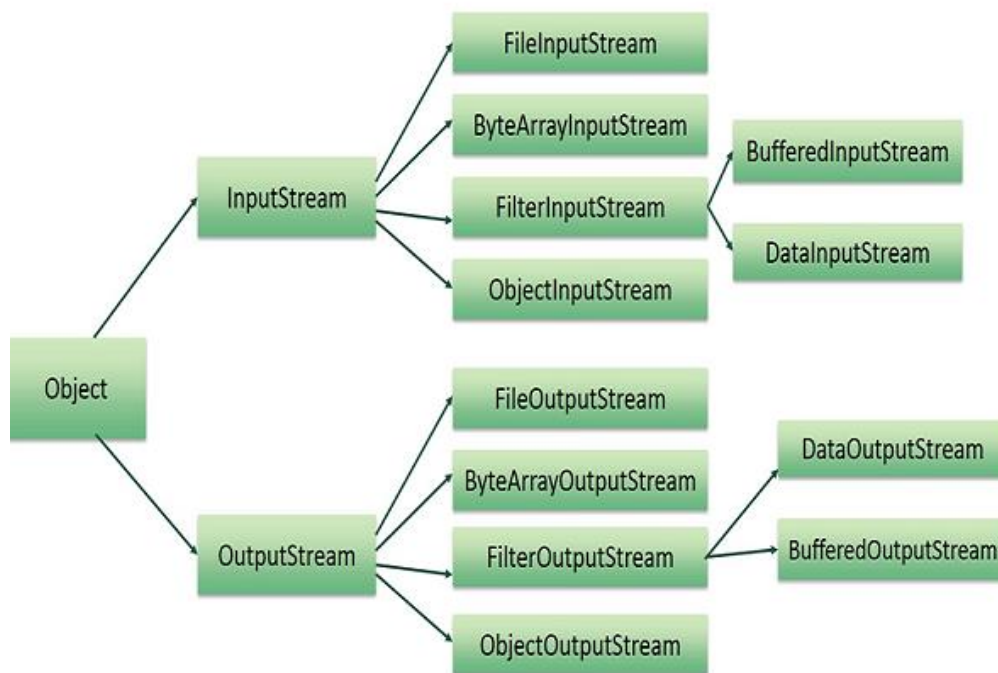 FileInputStream
ByteArrayInputStream
BufferedInputStream
InputStream
FilterInputStream
DataInputStream
ObjectInputStream
Object
FileOutputStream
DataOutputStream
ByteArrayOutputStream
OutputStream
FilterOutputStream
BufferedOutputStream
ObjectOutputStream